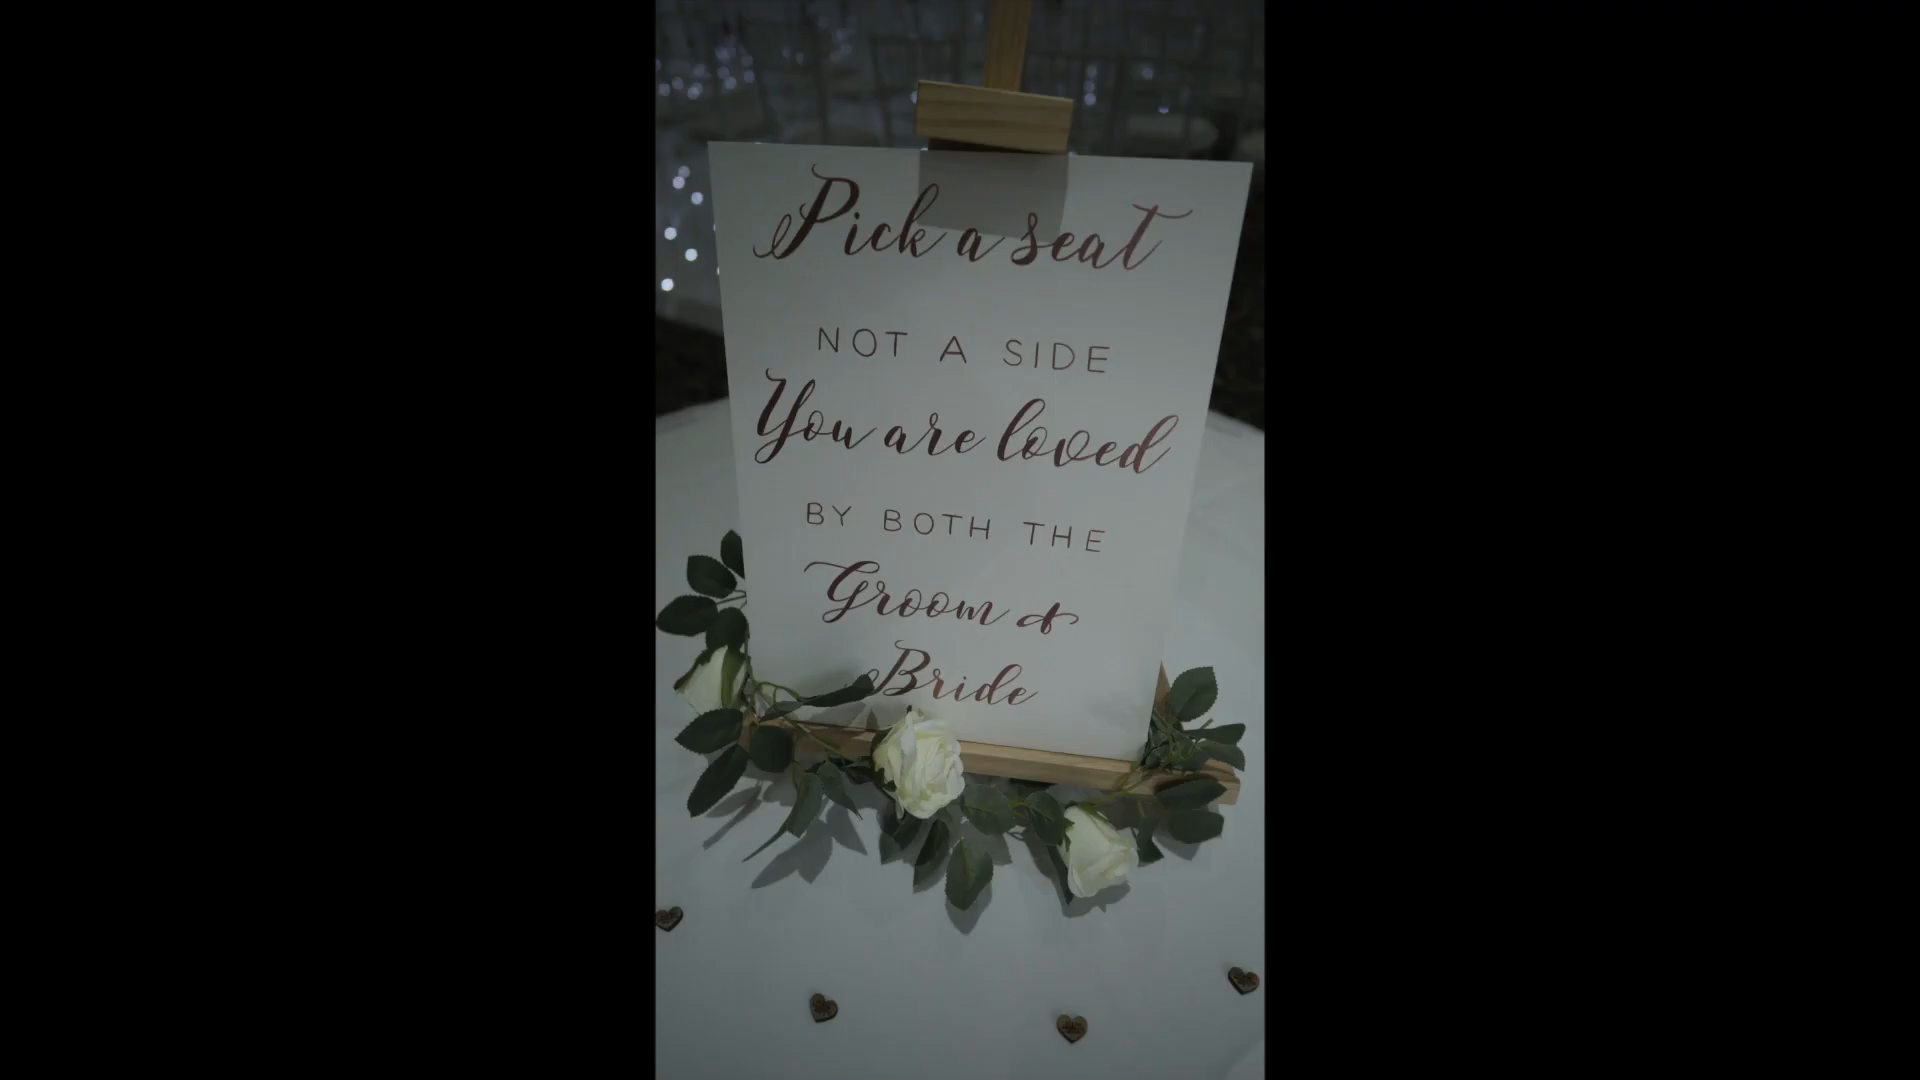 Pick a seat
NOT A SIDE
You are loved
BY BOTH THE
Groom &
Bride